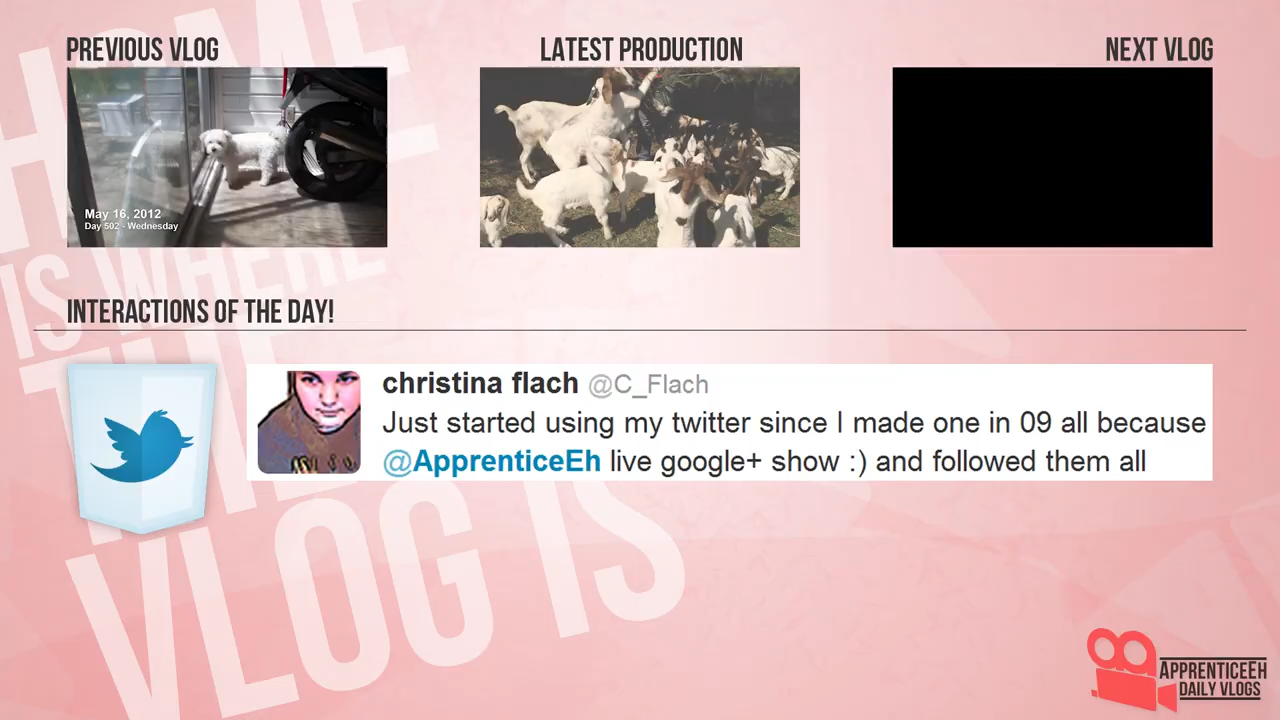 PREVIOUS VLOG
LATEST PRODUCTION
NEXT VLOG
May 16, 2012
Day 502 - Wednesday
INTERACTIONS OF THE DAY!
christina flach @C_Flach
Just started using my twitter since I made one in 09 all because
@ApprenticeEh live google+ show :) and followed them all
HOME
IS WHERE
THE
VLOG IS
APPRENTICEEH
DAILY VLOGS